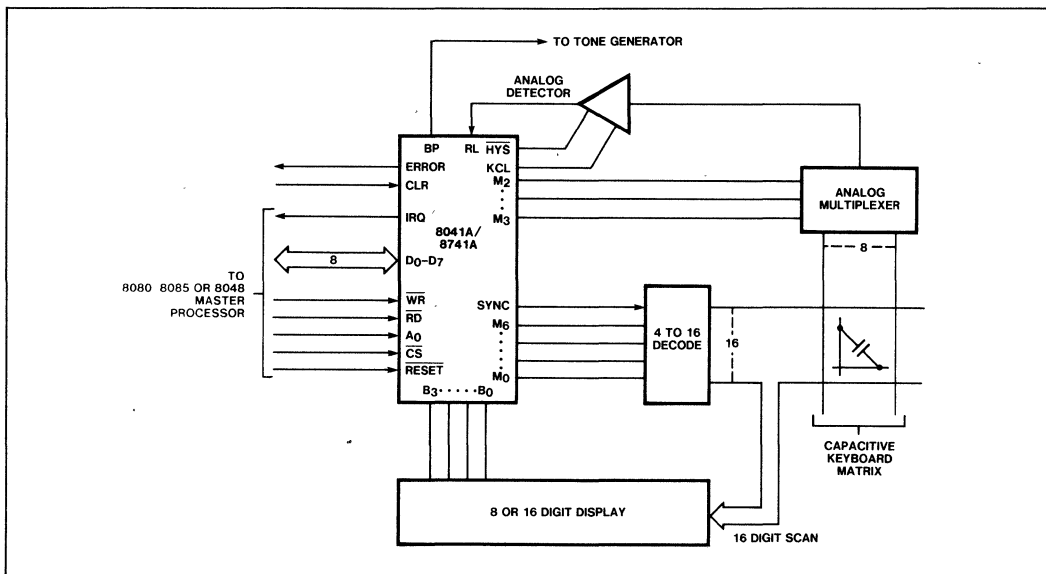 TO TONE GENERATOR
ANALOG
DETECTOR
BP RL HYS
ERROR KCL
CLR M2
ANALOG
MULTIPLEXER
IRQ M3
8041A/
8741A
8 D0-D7
8
TO
8080 8085 OR 8048
MASTER
PROCESSOR
WR SYNC
RD M6
4 TO 16
DECODE
16
A0
CS
RESET M0
B3 · · · · · B0
CAPACITIVE
KEYBOARD
MATRIX
8 OR 16 DIGIT DISPLAY
16 DIGIT SCAN